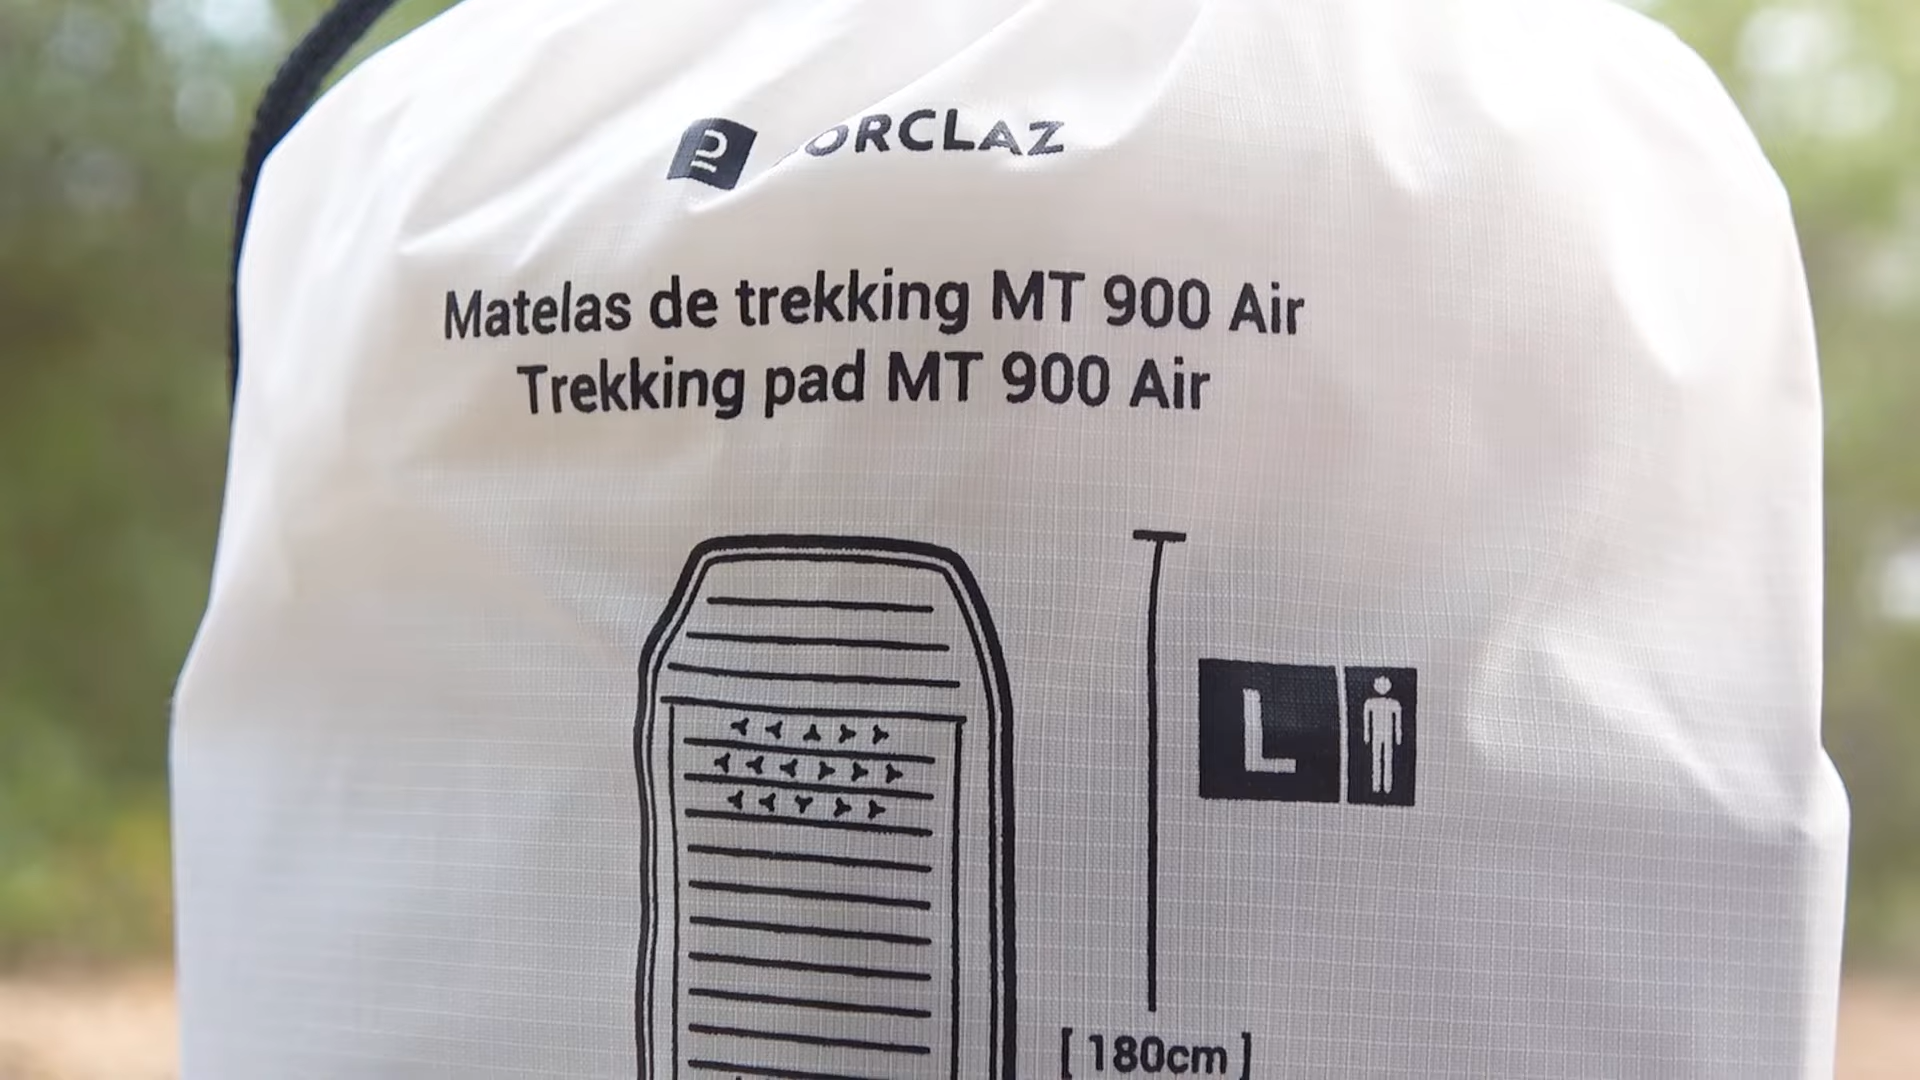 ORCLAZ
Matelas de trekking MT 900 Air
Trekking pad MT 900 Air
L
[ 180cm ]